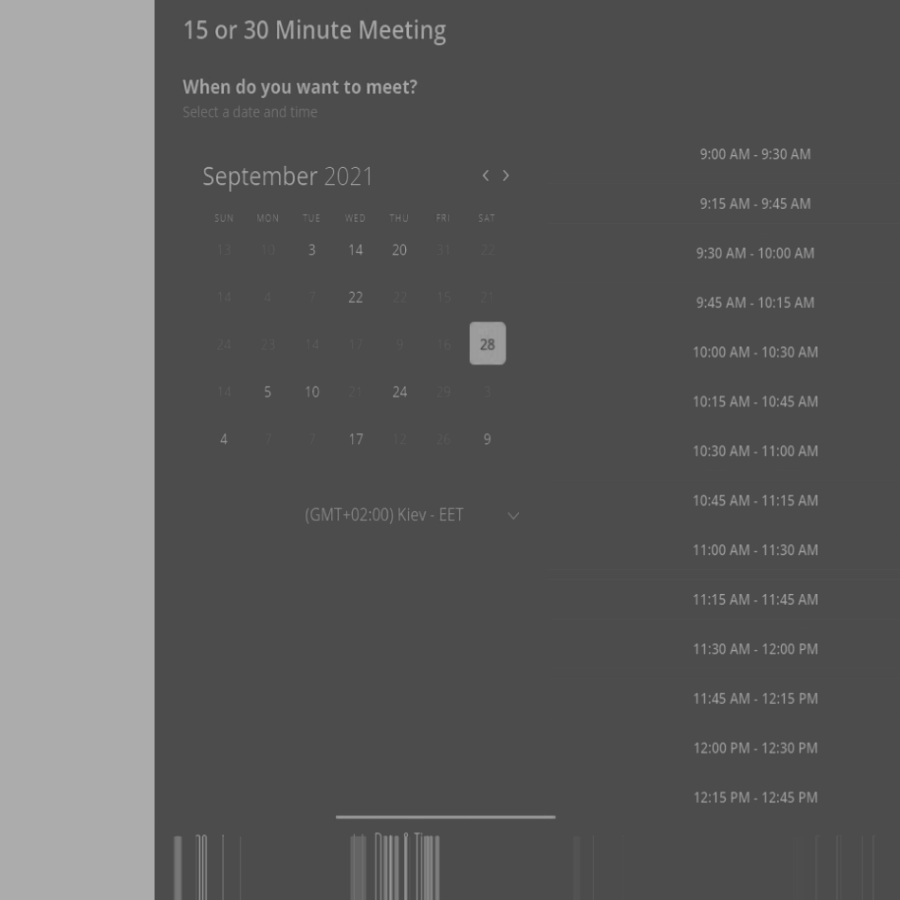 15 or 30 Minute Meeting
When do you want to meet?
Select a date and time
September 2021
SUN MON TUE WED THU FRI SAT
13 10 3 14 20 31 22
14 4 7 22 22 15 21
24 23 14 17 9 16 28
14 5 10 21 24 29 3
4 7 7 17 12 26 9
(GMT+02:00) Kiev - EET
9:00 AM - 9:30 AM
9:15 AM - 9:45 AM
9:30 AM - 10:00 AM
9:45 AM - 10:15 AM
10:00 AM - 10:30 AM
10:15 AM - 10:45 AM
10:30 AM - 11:00 AM
10:45 AM - 11:15 AM
11:00 AM - 11:30 AM
11:15 AM - 11:45 AM
11:30 AM - 12:00 PM
11:45 AM - 12:15 PM
12:00 PM - 12:30 PM
12:15 PM - 12:45 PM